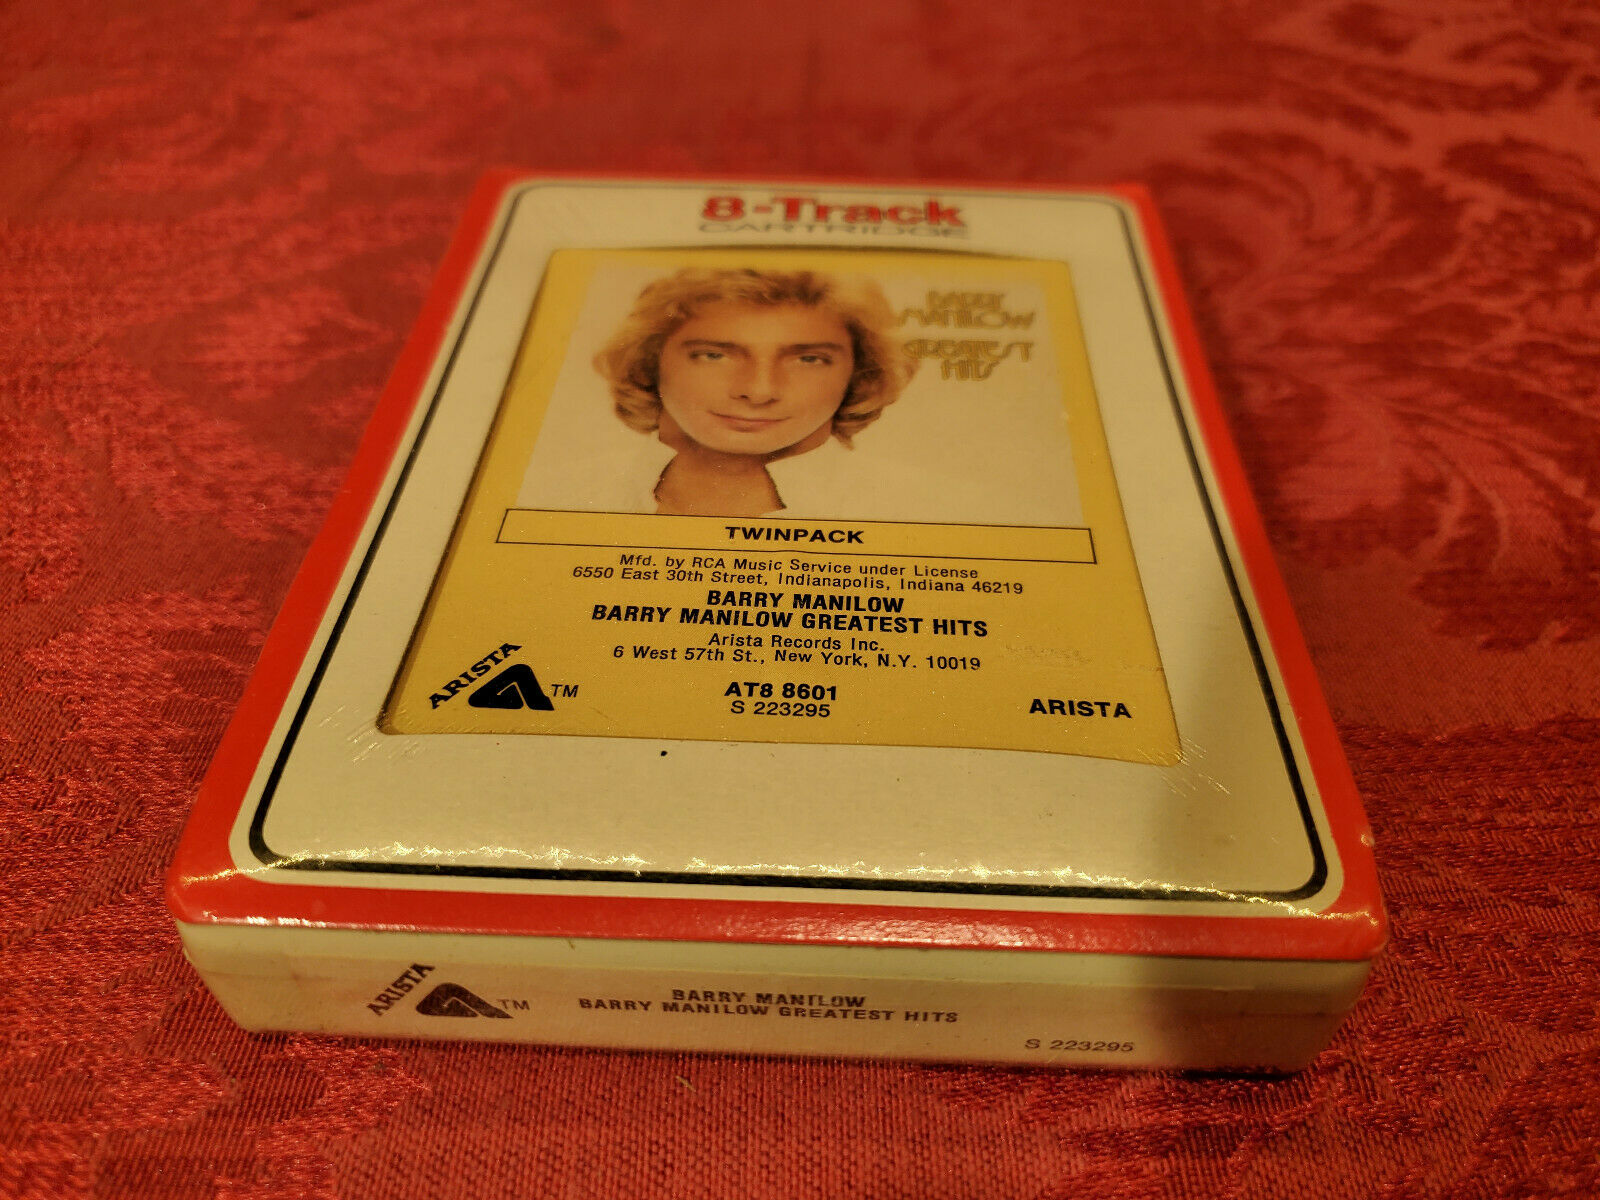 8-Track
CARTRIDGE
BARRY
MANILOW
GREATEST
HITS
TWINPACK
Mfd. by RCA Music Service under License
6550 East 30th Street, Indianapolis, Indiana 46219
BARRY MANILOW
BARRY MANILOW GREATEST HITS
Arista Records Inc.
6 West 57th St., New York, N.Y. 10019
ARISTA TM
AT8 8601
S 223295
ARISTA
ARISTA TM
BARRY MANILOW
BARRY MANILOW GREATEST HITS
S 223295